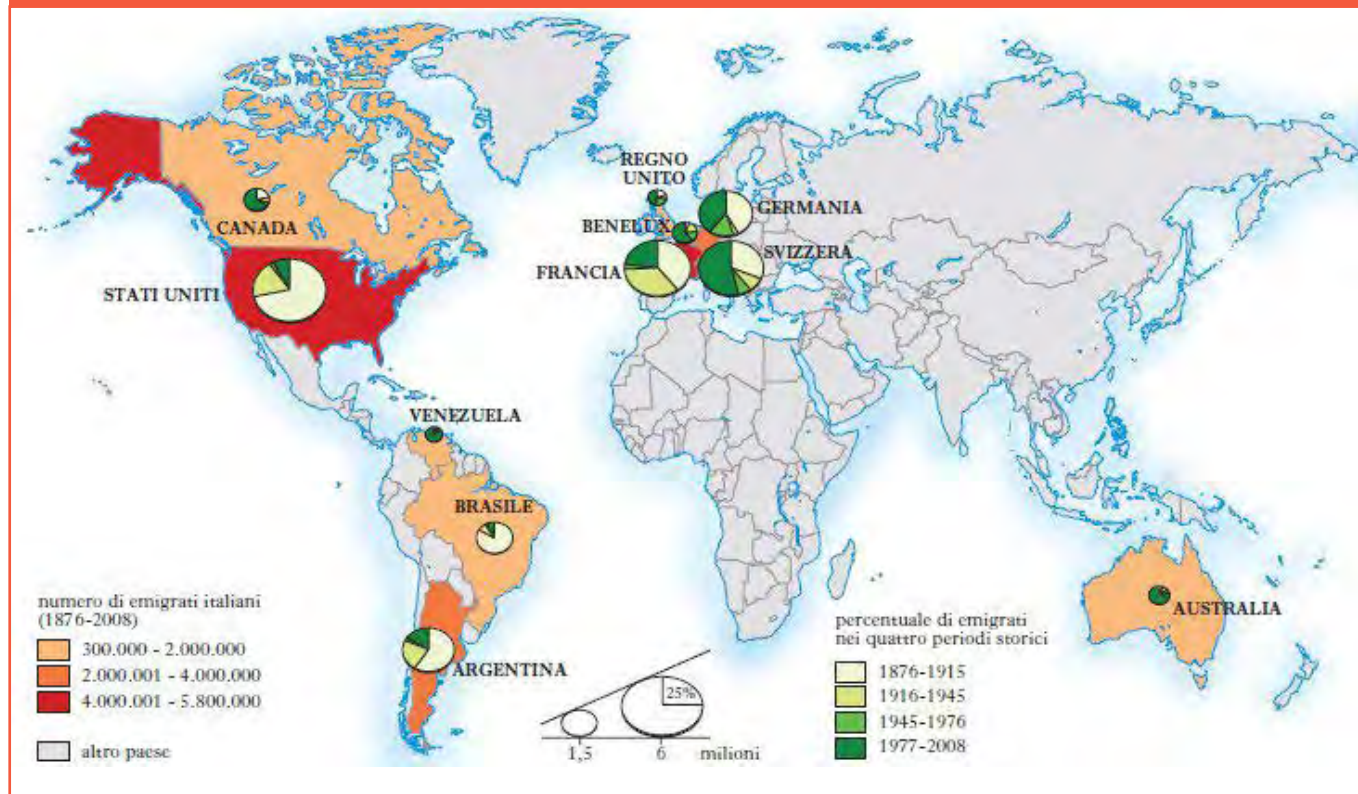 REGNO
UNITO
GERMANIA
BENELUX
CANADA
SVIZZERA
FRANCIA
STATI UNITI
VENEZUELA
BRASILE
AUSTRALIA
ARGENTINA
numero di emigrati italiani
(1876-2008)
300.000 - 2.000.000
2.000.001 - 4.000.000
4.000.001 - 5.800.000
altro paese
25%
1,5 6 milioni
percentuale di emigrati
nei quattro periodi storici
1876-1915
1916-1945
1945-1976
1977-2008